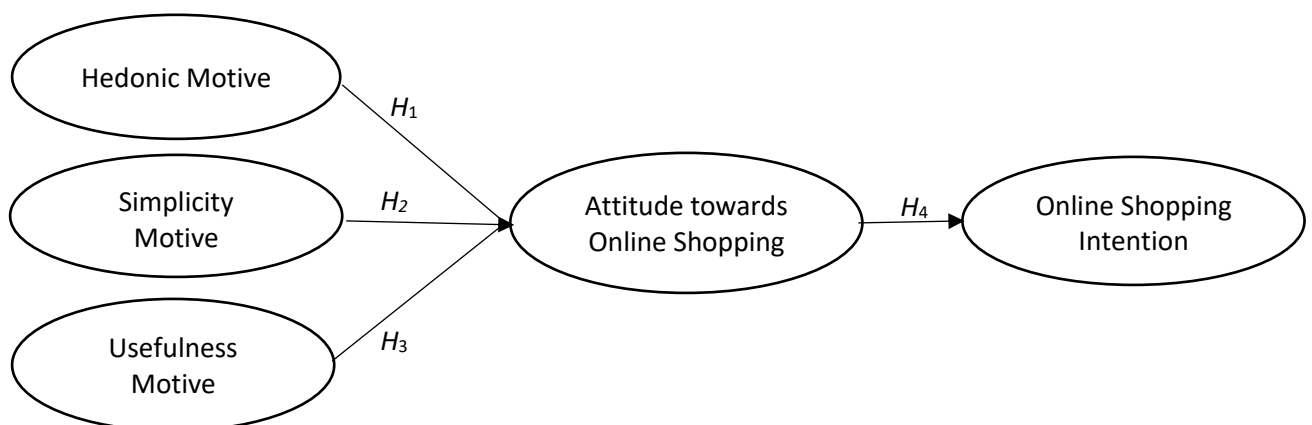 Hedonic Motive
H1
Simplicity
Motive
H2
Usefulness
Motive
H3
Attitude towards
Online Shopping
H4
Online Shopping
Intention